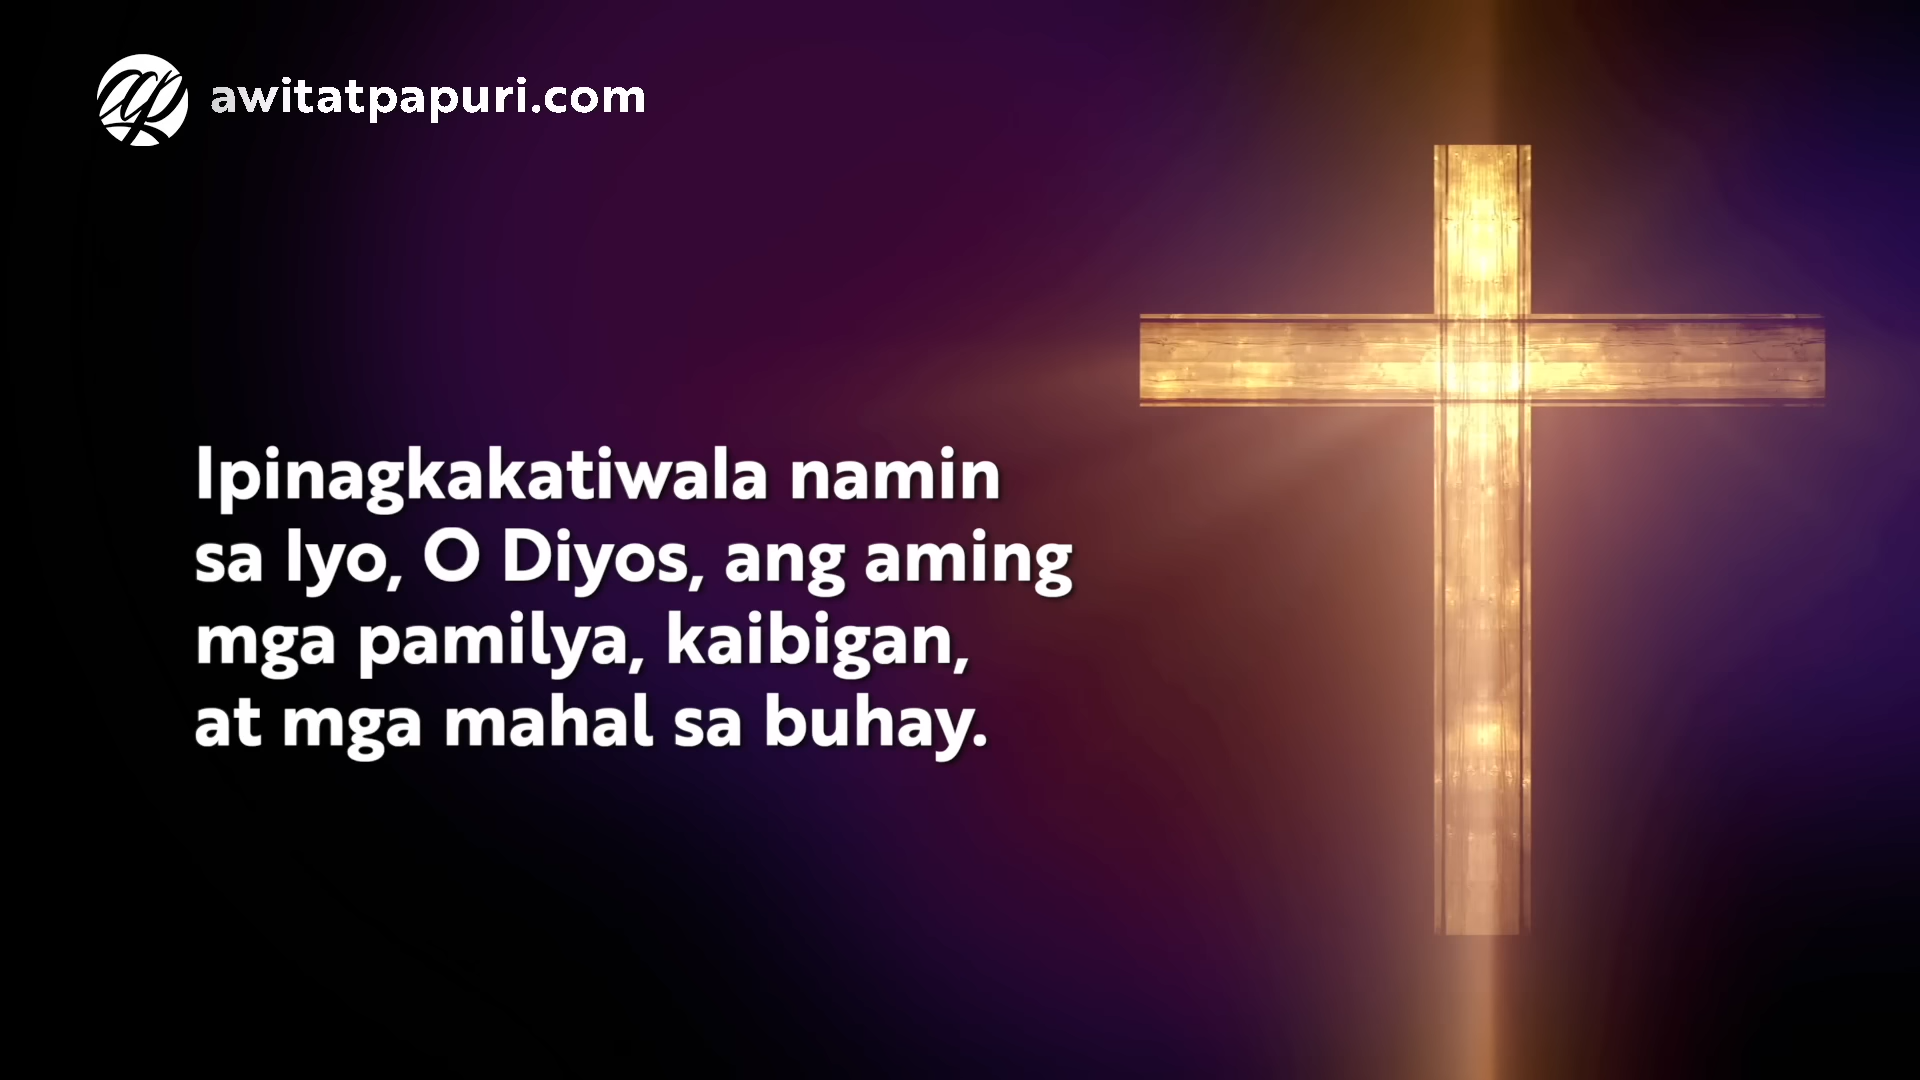 awitatpapuri.com
Ipinagkakatiwala namin
sa Iyo, O Diyos, ang aming
mga pamilya, kaibigan,
at mga mahal sa buhay.